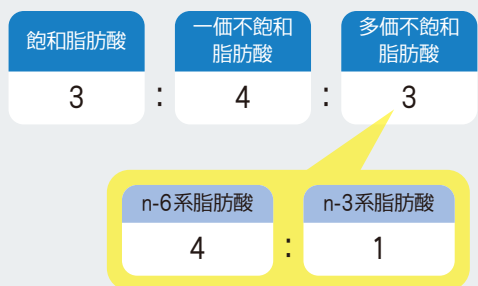 飽和脂肪酸
一価不飽和
脂肪酸
多価不飽和
脂肪酸
3 : 4 : 3
n-6系脂肪酸
n-3系脂肪酸
4 : 1